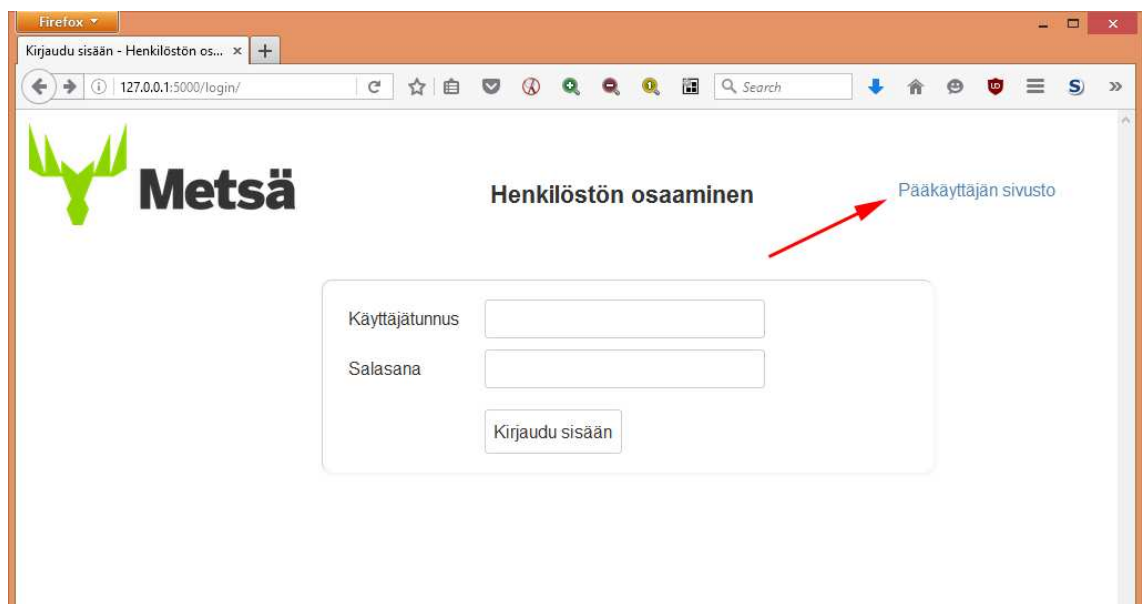 Firefox
Kirjaudu sisään - Henkilöstön os...
127.0.0.1:5000/login/
Search
Metsä
Henkilöstön osaaminen
Pääkäyttäjän sivusto
Käyttäjätunnus
Salasana
Kirjaudu sisään